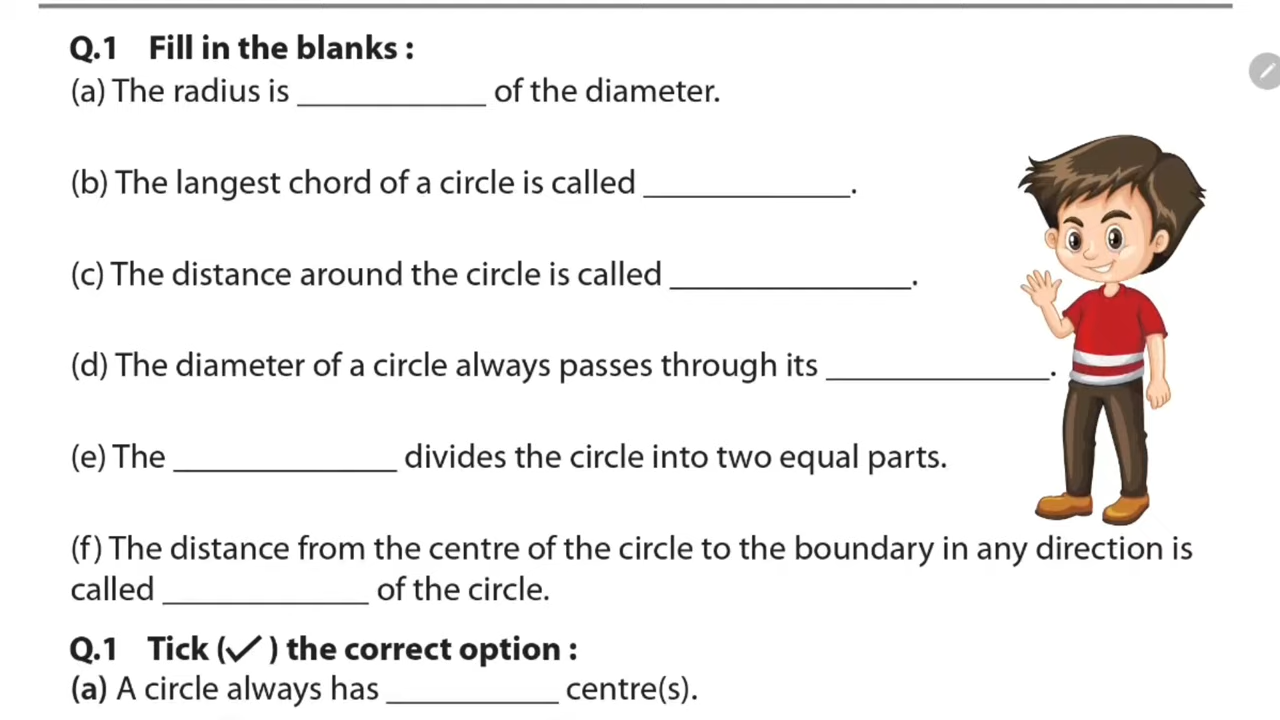 Q.1 Fill in the blanks :
(a) The radius is ___________ of the diameter.
(b) The langest chord of a circle is called ____________.
(c) The distance around the circle is called ______________.
(d) The diameter of a circle always passes through its _____________.
(e) The _____________ divides the circle into two equal parts.
(f) The distance from the centre of the circle to the boundary in any direction is
called ____________ of the circle.
Q.1 Tick (✓) the correct option :
(a) A circle always has __________ centre(s).